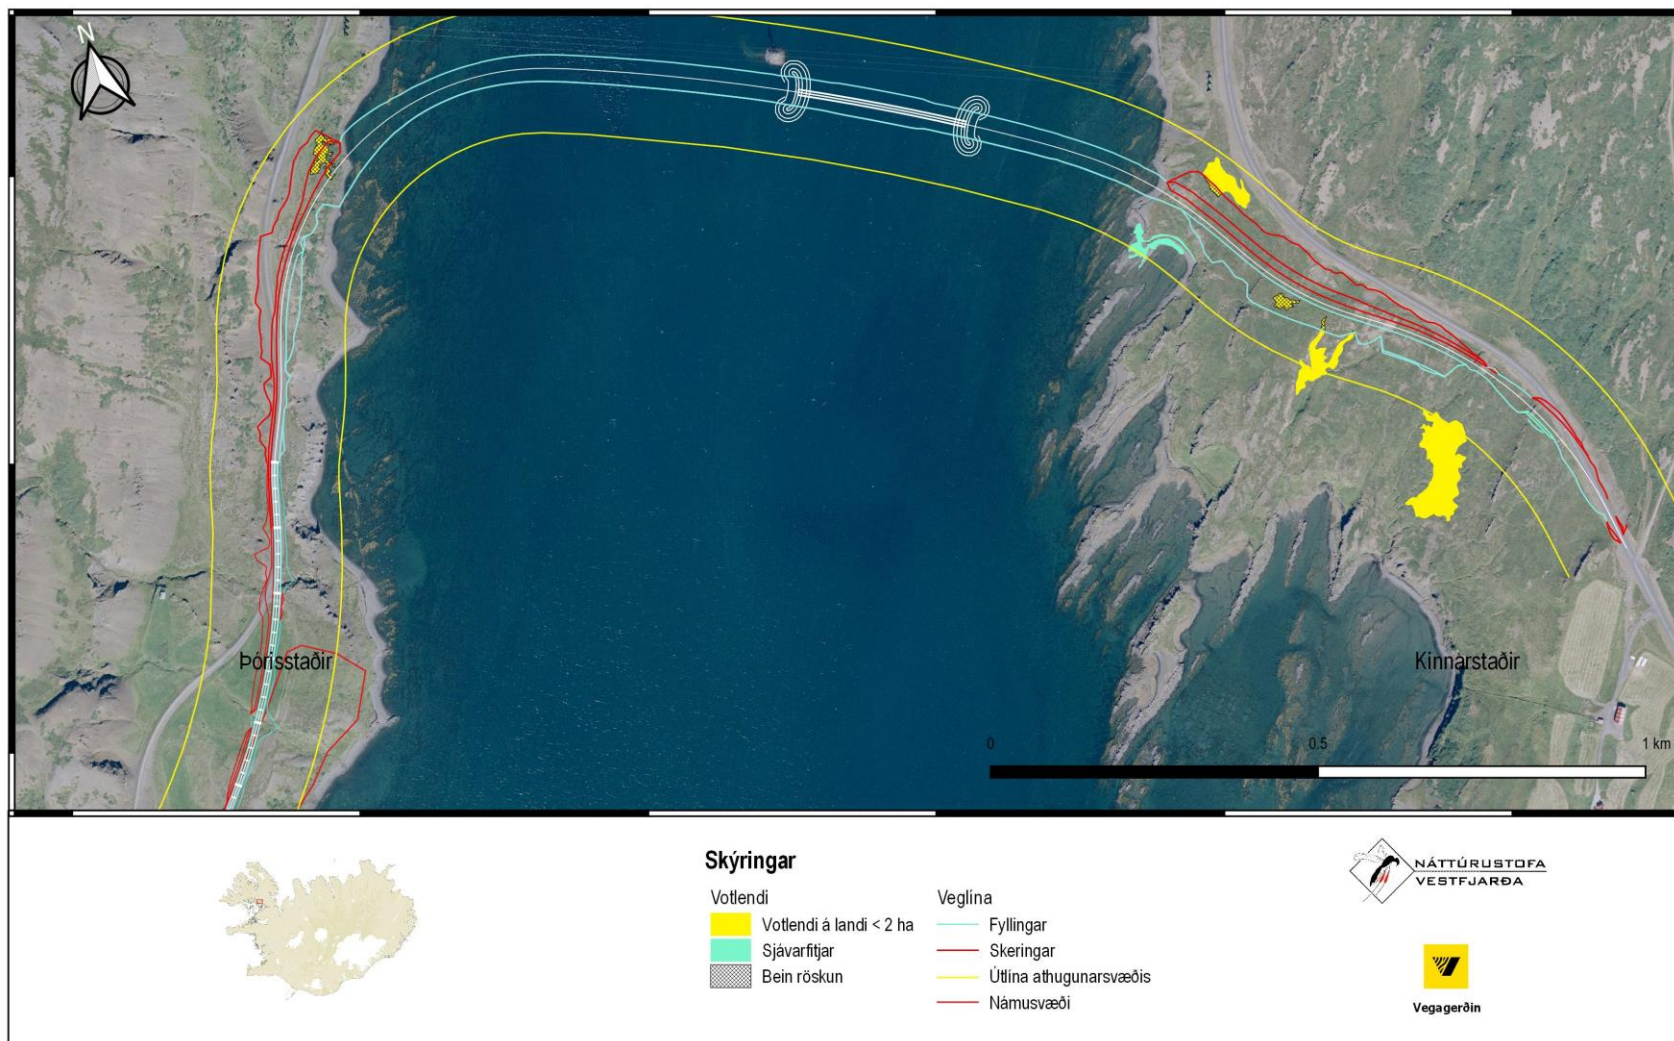 N
Þórisstaðir
Kinnarstaðir
0
0.5
1 km
Skýringar
Votlendi
Votlendi á landi < 2 ha
Sjávarfitjar
Bein röskun
Veglína
Fyllingar
Skeringar
Útlína athugunarsvæðis
Námusvæði
NÁTTÚRUSTOFA
VESTFJARÐA
Vegagerðin